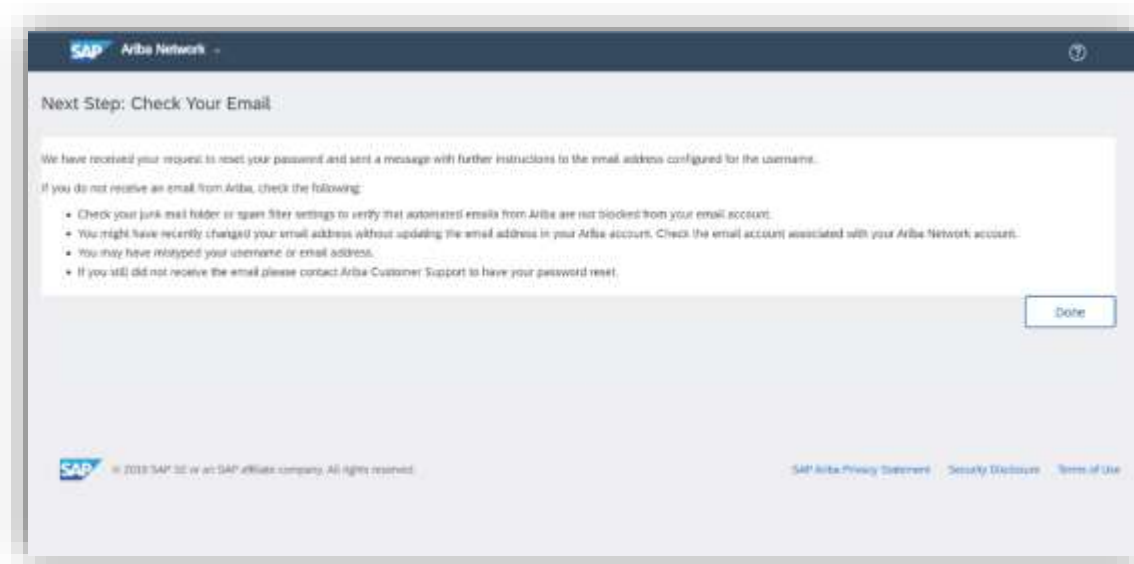 SAP Ariba Network
Next Step: Check Your Email
We have received your request to reset your password and sent a message with further instructions to the email address configured for the username.
If you do not receive an email from Ariba, check the following:
• Check your junk mail folder or spam filter settings to verify that automated emails from Ariba are not blocked from your email account.
• You might have recently changed your email address without updating the email address in your Ariba account. Check the email account associated with your Ariba Network account.
• You may have mistyped your username or email address.
• If you still did not receive the email please contact Ariba Customer Support to have your password reset.
Done
SAP © SAP SE or an SAP affiliate company. All rights reserved.
SAP Ariba Privacy Statement Security Disclosure Terms of Use